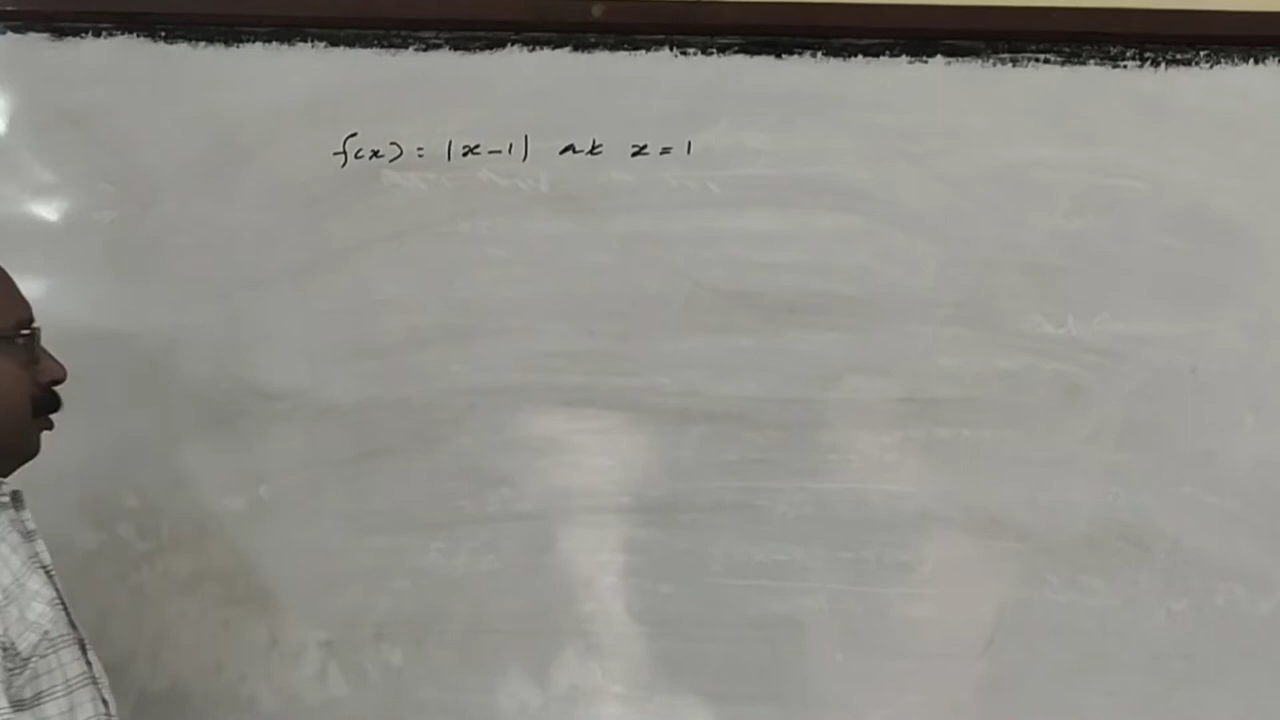 f(x) = |x-1| at x = 1